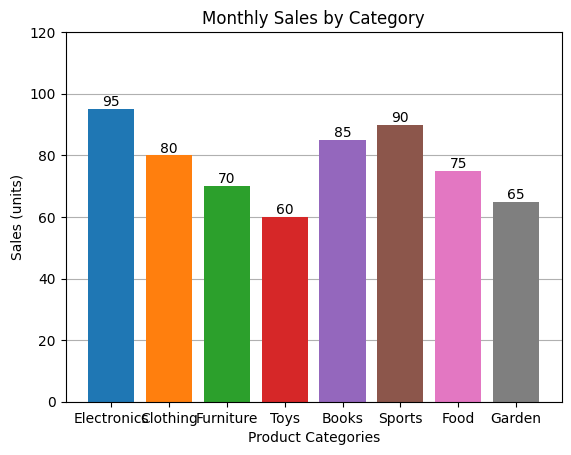 Monthly Sales by Category
120
100
80
60
40
20
0
Sales (units)
95
80
70
60
85
90
75
65
Electronics
Clothing
Furniture
Toys
Books
Sports
Food
Garden
Product Categories